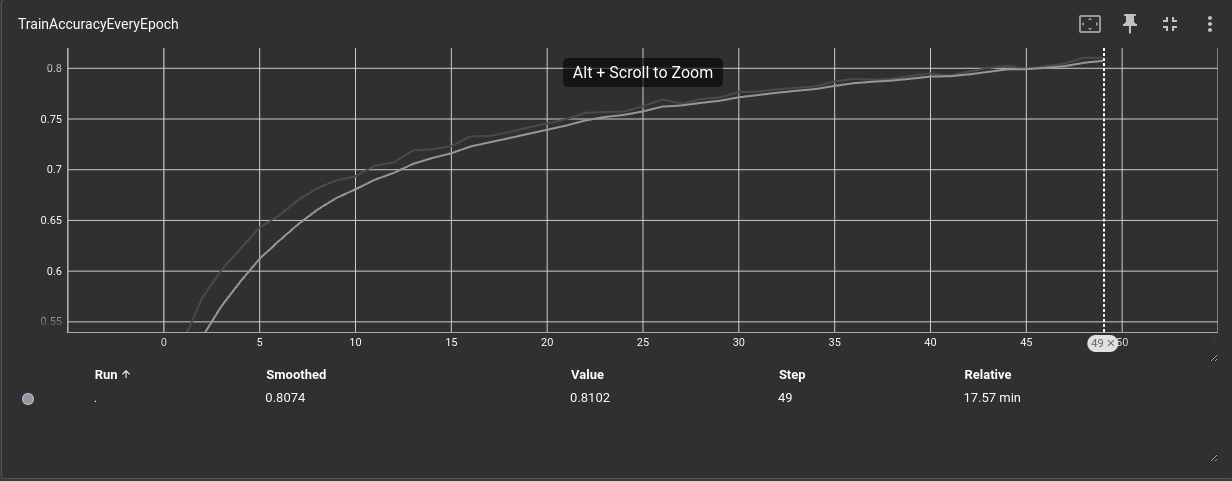 TrainAccuracyEveryEpoch
Alt + Scroll to Zoom
0.8
0.75
0.7
0.65
0.6
0.55
0 5 10 15 20 25 30 35 40 45 49 × 50
Run ↑ Smoothed Value Step Relative
. 0.8074 0.8102 49 17.57 min